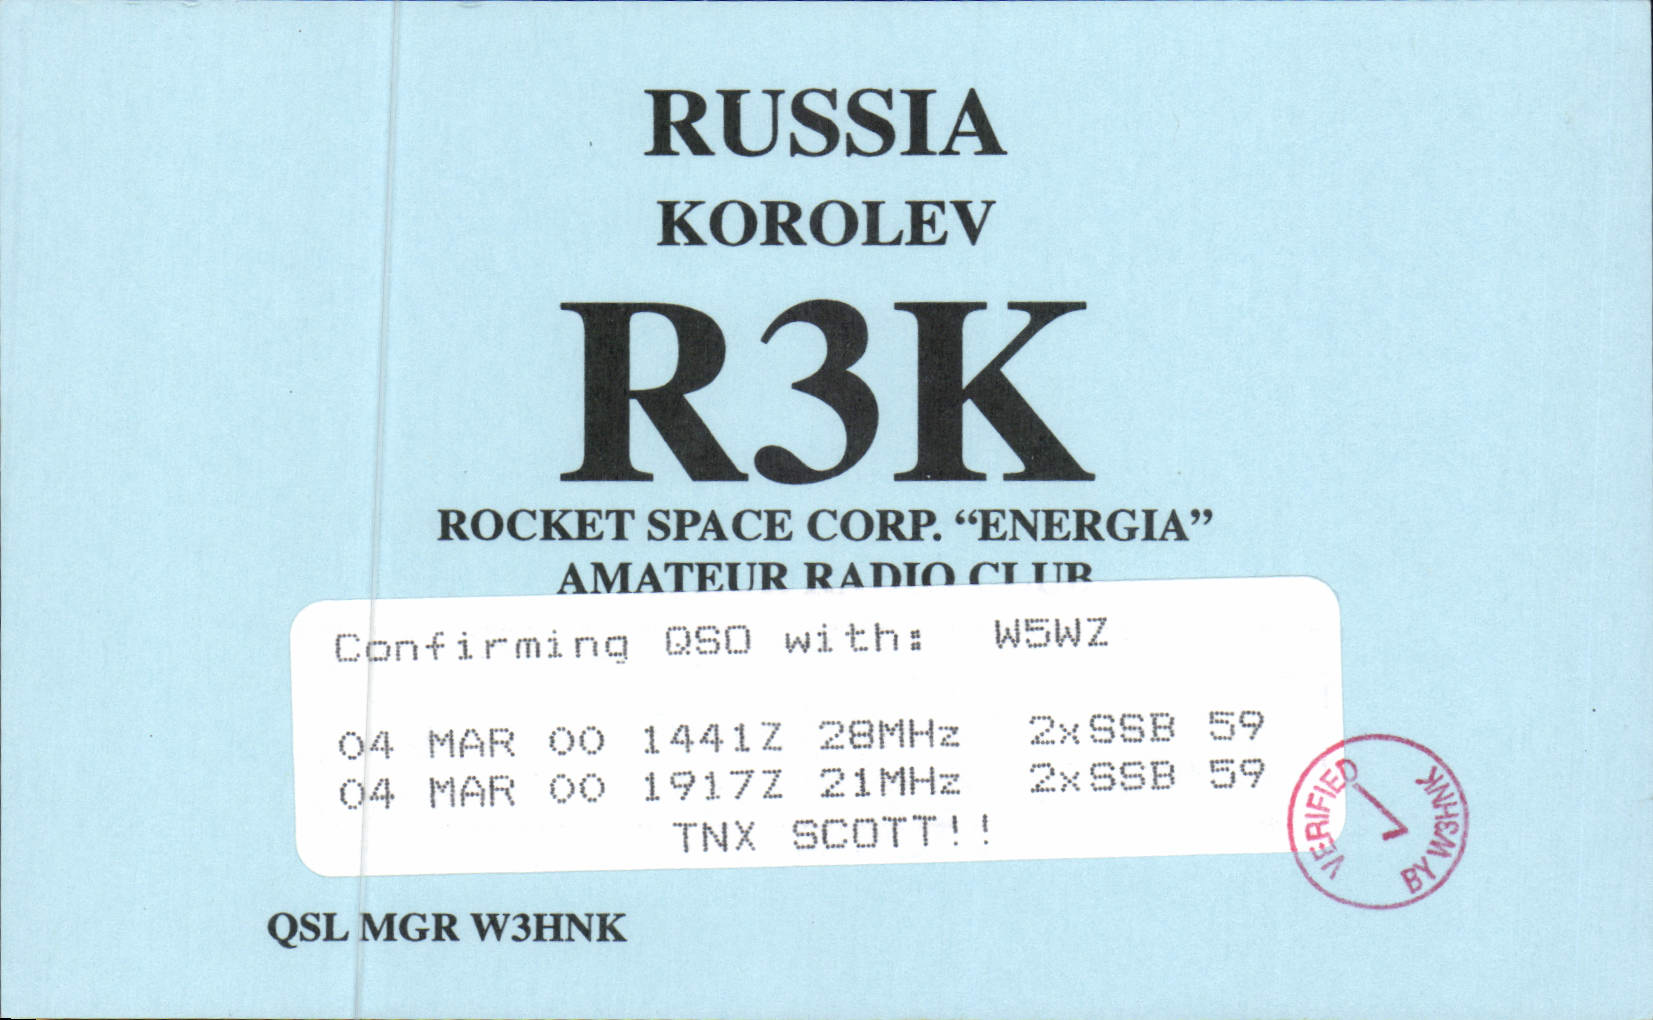 RUSSIA
KOROLEV
R3K
ROCKET SPACE CORP. “ENERGIA”
AMATEUR RADIO CLUB
Confirming QSO with: W5WZ
04 MAR 00 1441Z 28MHz 2xSSB 59
04 MAR 00 1917Z 21MHz 2xSSB 59
TNX SCOTT!!
VERIFIED
BY W3HNK
QSL MGR W3HNK